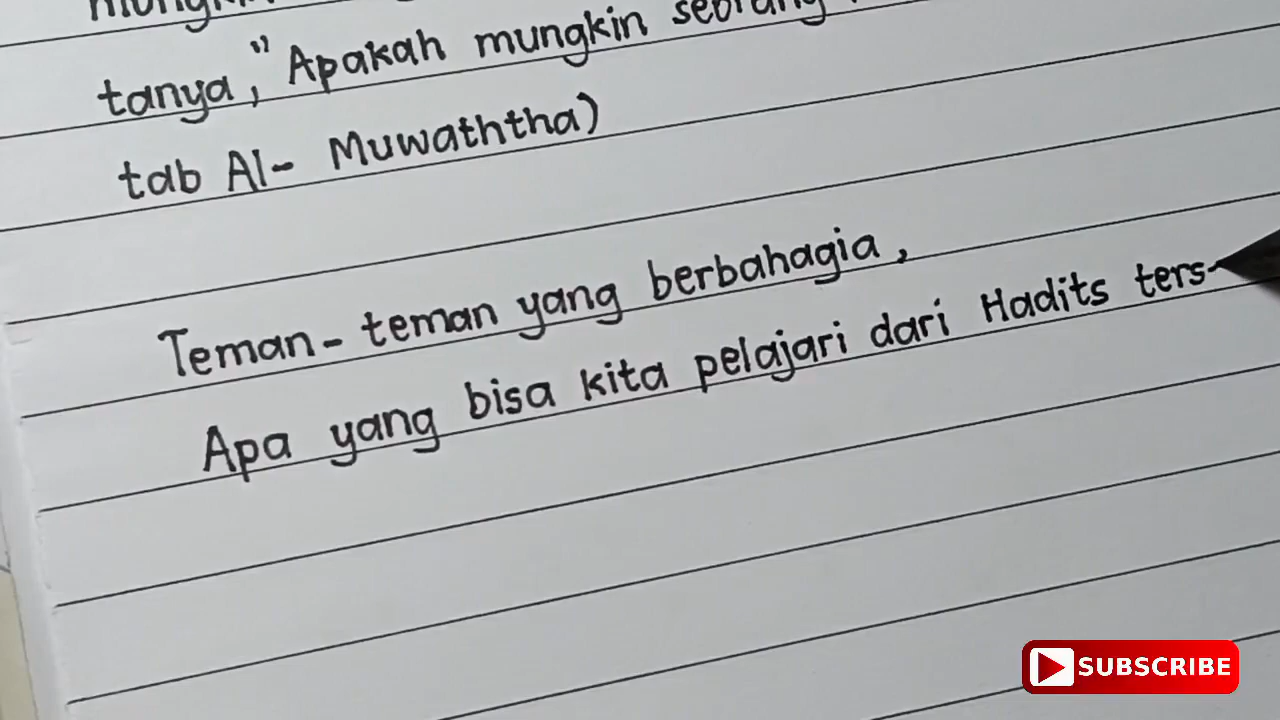 tanya," Apakah mungkin seorang
tab Al- Muwaththa)
Teman-teman yang berbahagia,
Apa yang bisa kita pelajari dari Hadits ters-
SUBSCRIBE